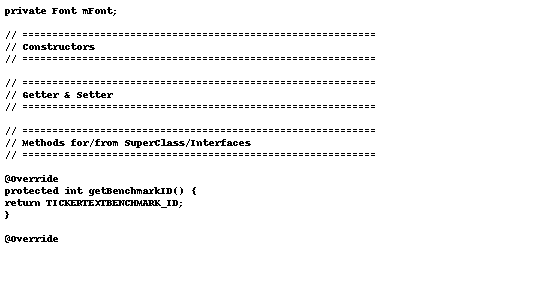 private Font mFont;
// ===========================================================
// Constructors
// ===========================================================
// ===========================================================
// Getter & Setter
// ===========================================================
// ===========================================================
// Methods for/from SuperClass/Interfaces
// ===========================================================
@Override
protected int getBenchmarkID() {
return TICKERTEXTBENCHMARK_ID;
}
@Override